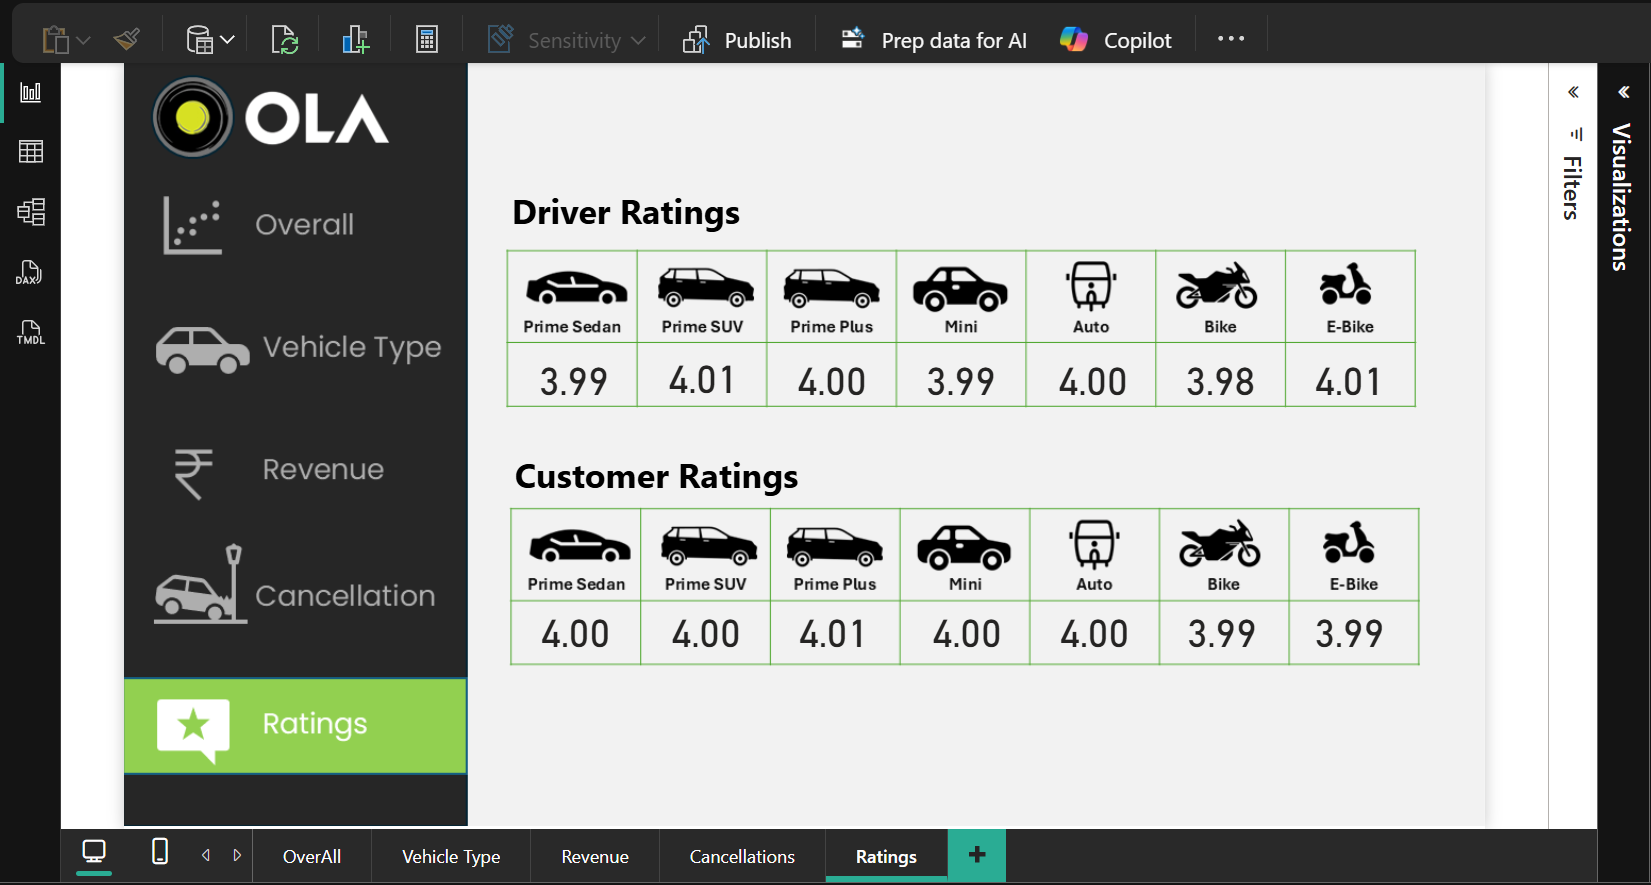 Sensitivity
Publish
Prep data for AI
Copilot
OLA
Overall
Vehicle Type
Revenue
Cancellation
Ratings
Driver Ratings
Prime Sedan Prime SUV Prime Plus Mini Auto Bike E-Bike
3.99 4.01 4.00 3.99 4.00 3.98 4.01
Customer Ratings
Prime Sedan Prime SUV Prime Plus Mini Auto Bike E-Bike
4.00 4.00 4.01 4.00 4.00 3.99 3.99
Filters
Visualizations
DAX
TMDL
OverAll Vehicle Type Revenue Cancellations Ratings